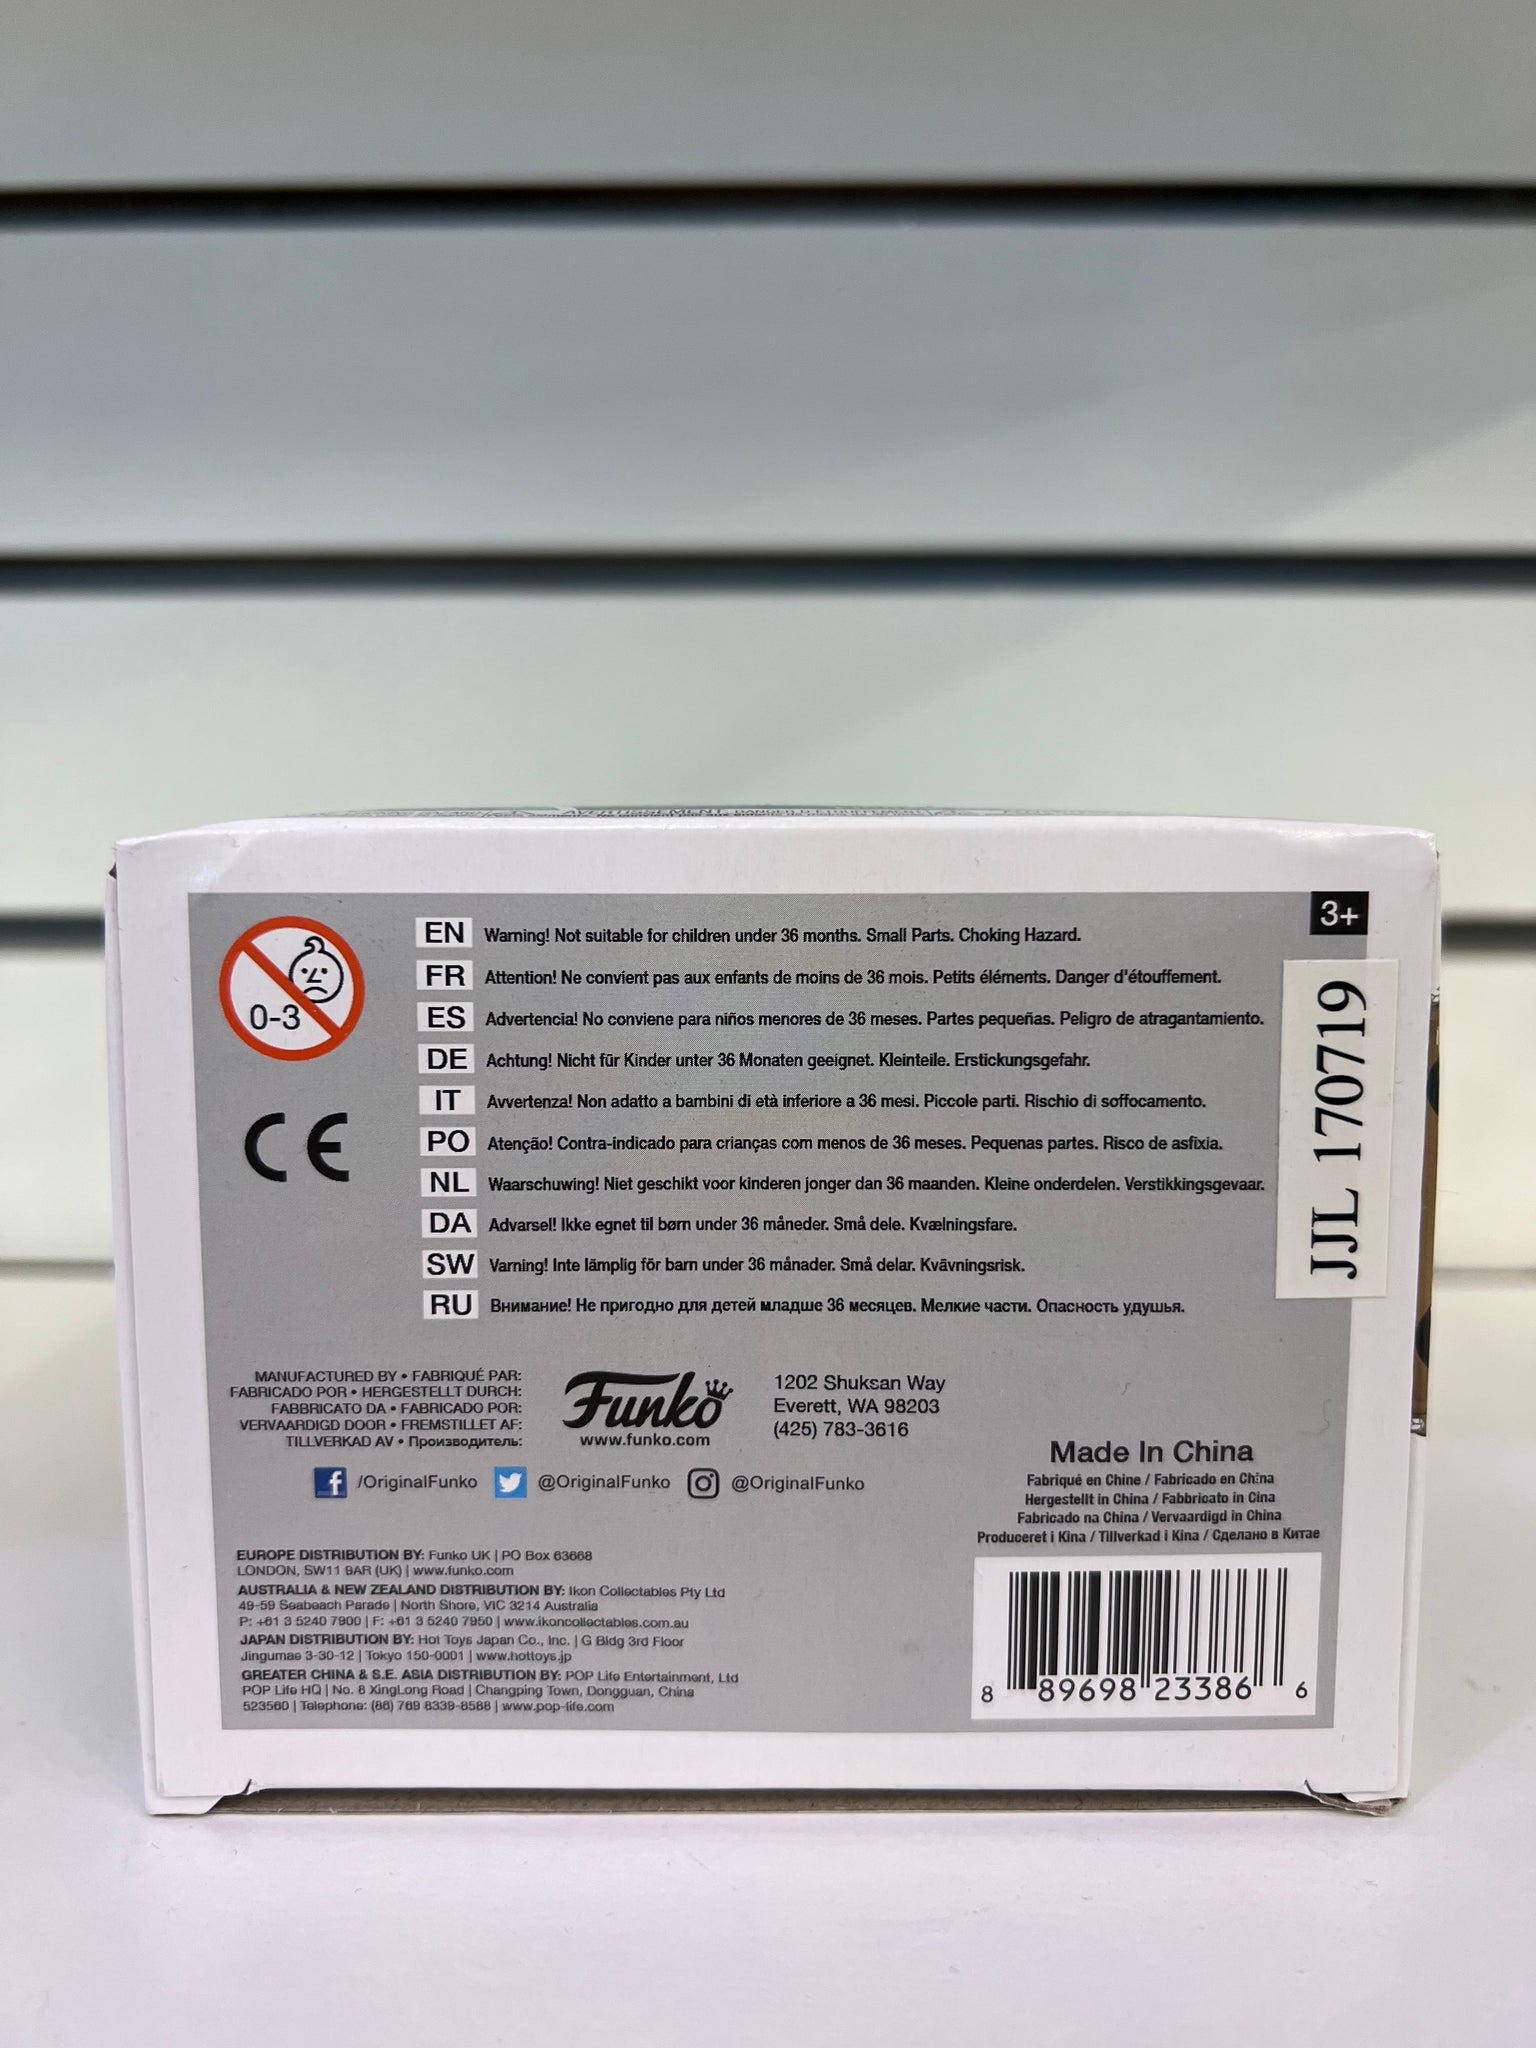 AVERTISSEMENT
3+
0-3
CE
EN Warning! Not suitable for children under 36 months. Small Parts. Choking Hazard.
FR Attention! Ne convient pas aux enfants de moins de 36 mois. Petits éléments. Danger d'étouffement.
ES Advertencia! No conviene para niños menores de 36 meses. Partes pequeñas. Peligro de atragantamiento.
DE Achtung! Nicht für Kinder unter 36 Monaten geeignet. Kleinteile. Erstickungsgefahr.
IT Avvertenza! Non adatto a bambini di età inferiore a 36 mesi. Piccole parti. Rischio di soffocamento.
PO Atenção! Contra-indicado para crianças com menos de 36 meses. Pequenas partes. Risco de asfixia.
NL Waarschuwing! Niet geschikt voor kinderen jonger dan 36 maanden. Kleine onderdelen. Verstikkingsgevaar.
DA Advarsel! Ikke egnet til børn under 36 måneder. Små dele. Kvælningsfare.
SW Varning! Inte lämplig för barn under 36 månader. Små delar. Kvävningsrisk.
RU Внимание! Не пригодно для детей младше 36 месяцев. Мелкие части. Опасность удушья.
JJL 170719
MANUFACTURED BY • FABRIQUÉ PAR:
FABRICADO POR • HERGESTELLT DURCH:
FABBRICATO DA • FABRICADO POR:
VERVAARDIGD DOOR • FREMSTILLET AF:
TILLVERKAD AV • Производитель:
Funko
www.funko.com
1202 Shuksan Way
Everett, WA 98203
(425) 783-3616
/OriginalFunko @OriginalFunko @OriginalFunko
Made In China
Fabriqué en Chine / Fabricado en China
Hergestellt in China / Fabbricato in Cina
Fabricado na China / Vervaardigd in China
Produceret i Kina / Tillverkad i Kina / Сделано в Китае
EUROPE DISTRIBUTION BY: Funko UK | PO Box 63668
LONDON, SW11 9AR (UK) | www.funko.com
AUSTRALIA & NEW ZEALAND DISTRIBUTION BY: Ikon Collectables Pty Ltd
49-59 Seabeach Parade | North Shore, VIC 3214 Australia
P: +61 3 5240 7900 | F: +61 3 5240 7950 | www.ikoncollectables.com.au
JAPAN DISTRIBUTION BY: Hot Toys Japan Co., Inc. | G Bldg 3rd Floor
Jingumae 3-30-12 | Tokyo 150-0001 | www.hottoys.jp
GREATER CHINA & S.E. ASIA DISTRIBUTION BY: POP Life Entertainment, Ltd
POP Life HQ | No. 8 XingLong Road | Changping Town, Dongguan, China
523560 | Telephone: (86) 769 8339-8588 | www.pop-life.com
8 89698 23386 6